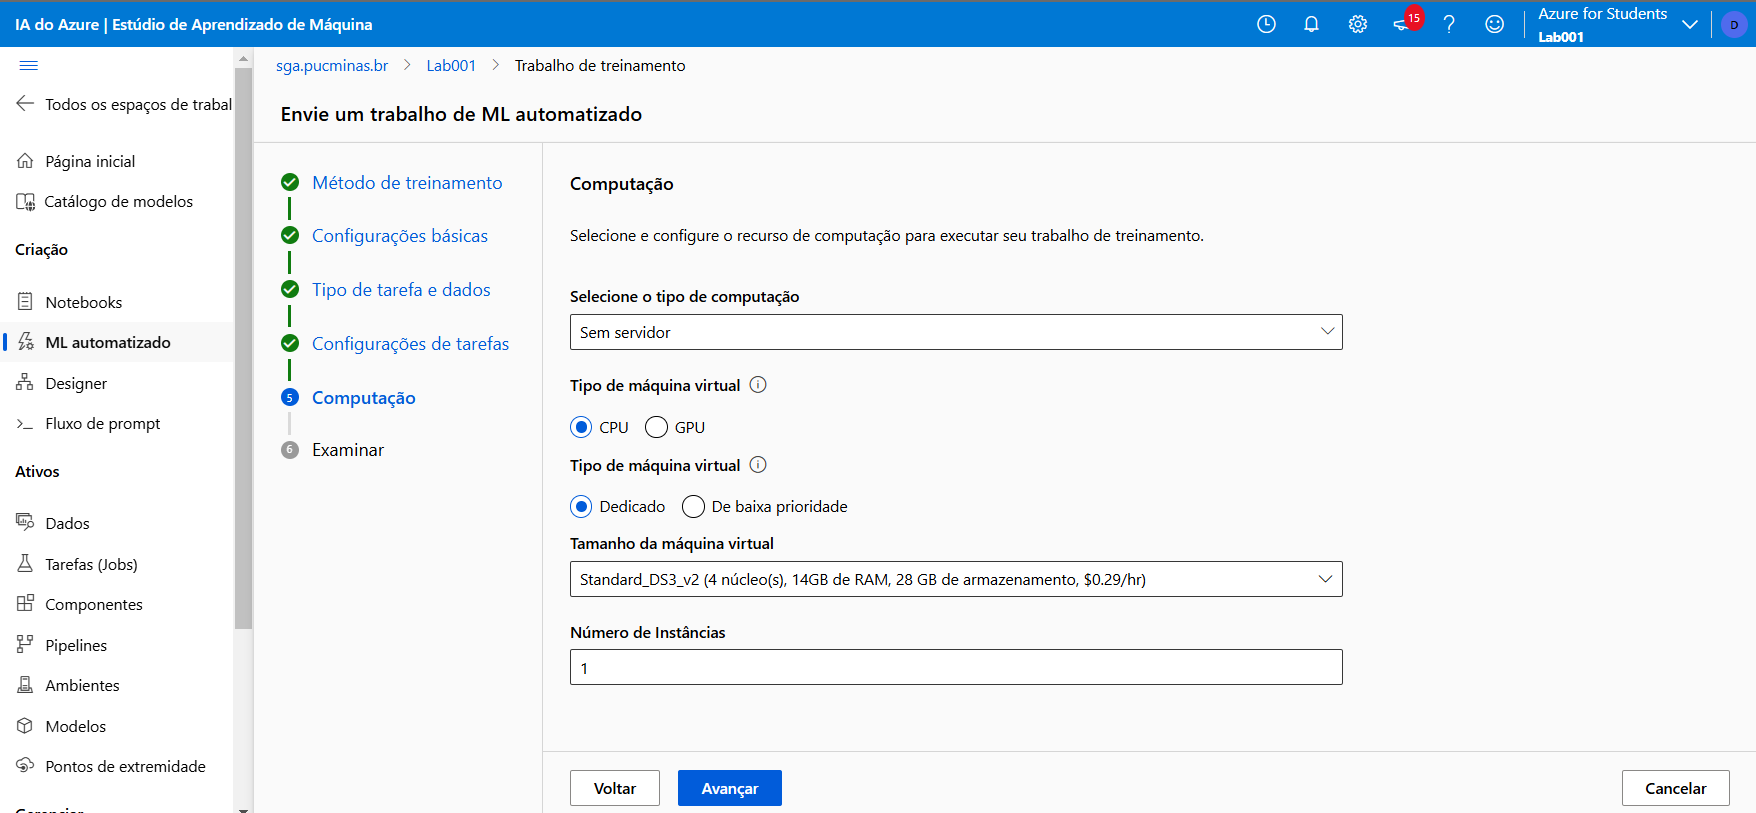 IA do Azure | Estúdio de Aprendizado de Máquina
15
Azure for Students
Lab001
D
Todos os espaços de trabal
Página inicial
Catálogo de modelos
Criação
Notebooks
ML automatizado
Designer
Fluxo de prompt
Ativos
Dados
Tarefas (Jobs)
Componentes
Pipelines
Ambientes
Modelos
Pontos de extremidade
sga.pucminas.br > Lab001 > Trabalho de treinamento
Envie um trabalho de ML automatizado
Método de treinamento
Configurações básicas
Tipo de tarefa e dados
Configurações de tarefas
5 Computação
6 Examinar
Computação
Selecione e configure o recurso de computação para executar seu trabalho de treinamento.
Selecione o tipo de computação
Sem servidor
Tipo de máquina virtual
CPU GPU
Tipo de máquina virtual
Dedicado De baixa prioridade
Tamanho da máquina virtual
Standard_DS3_v2 (4 núcleo(s), 14GB de RAM, 28 GB de armazenamento, $0.29/hr)
Número de Instâncias
1
Voltar Avançar Cancelar